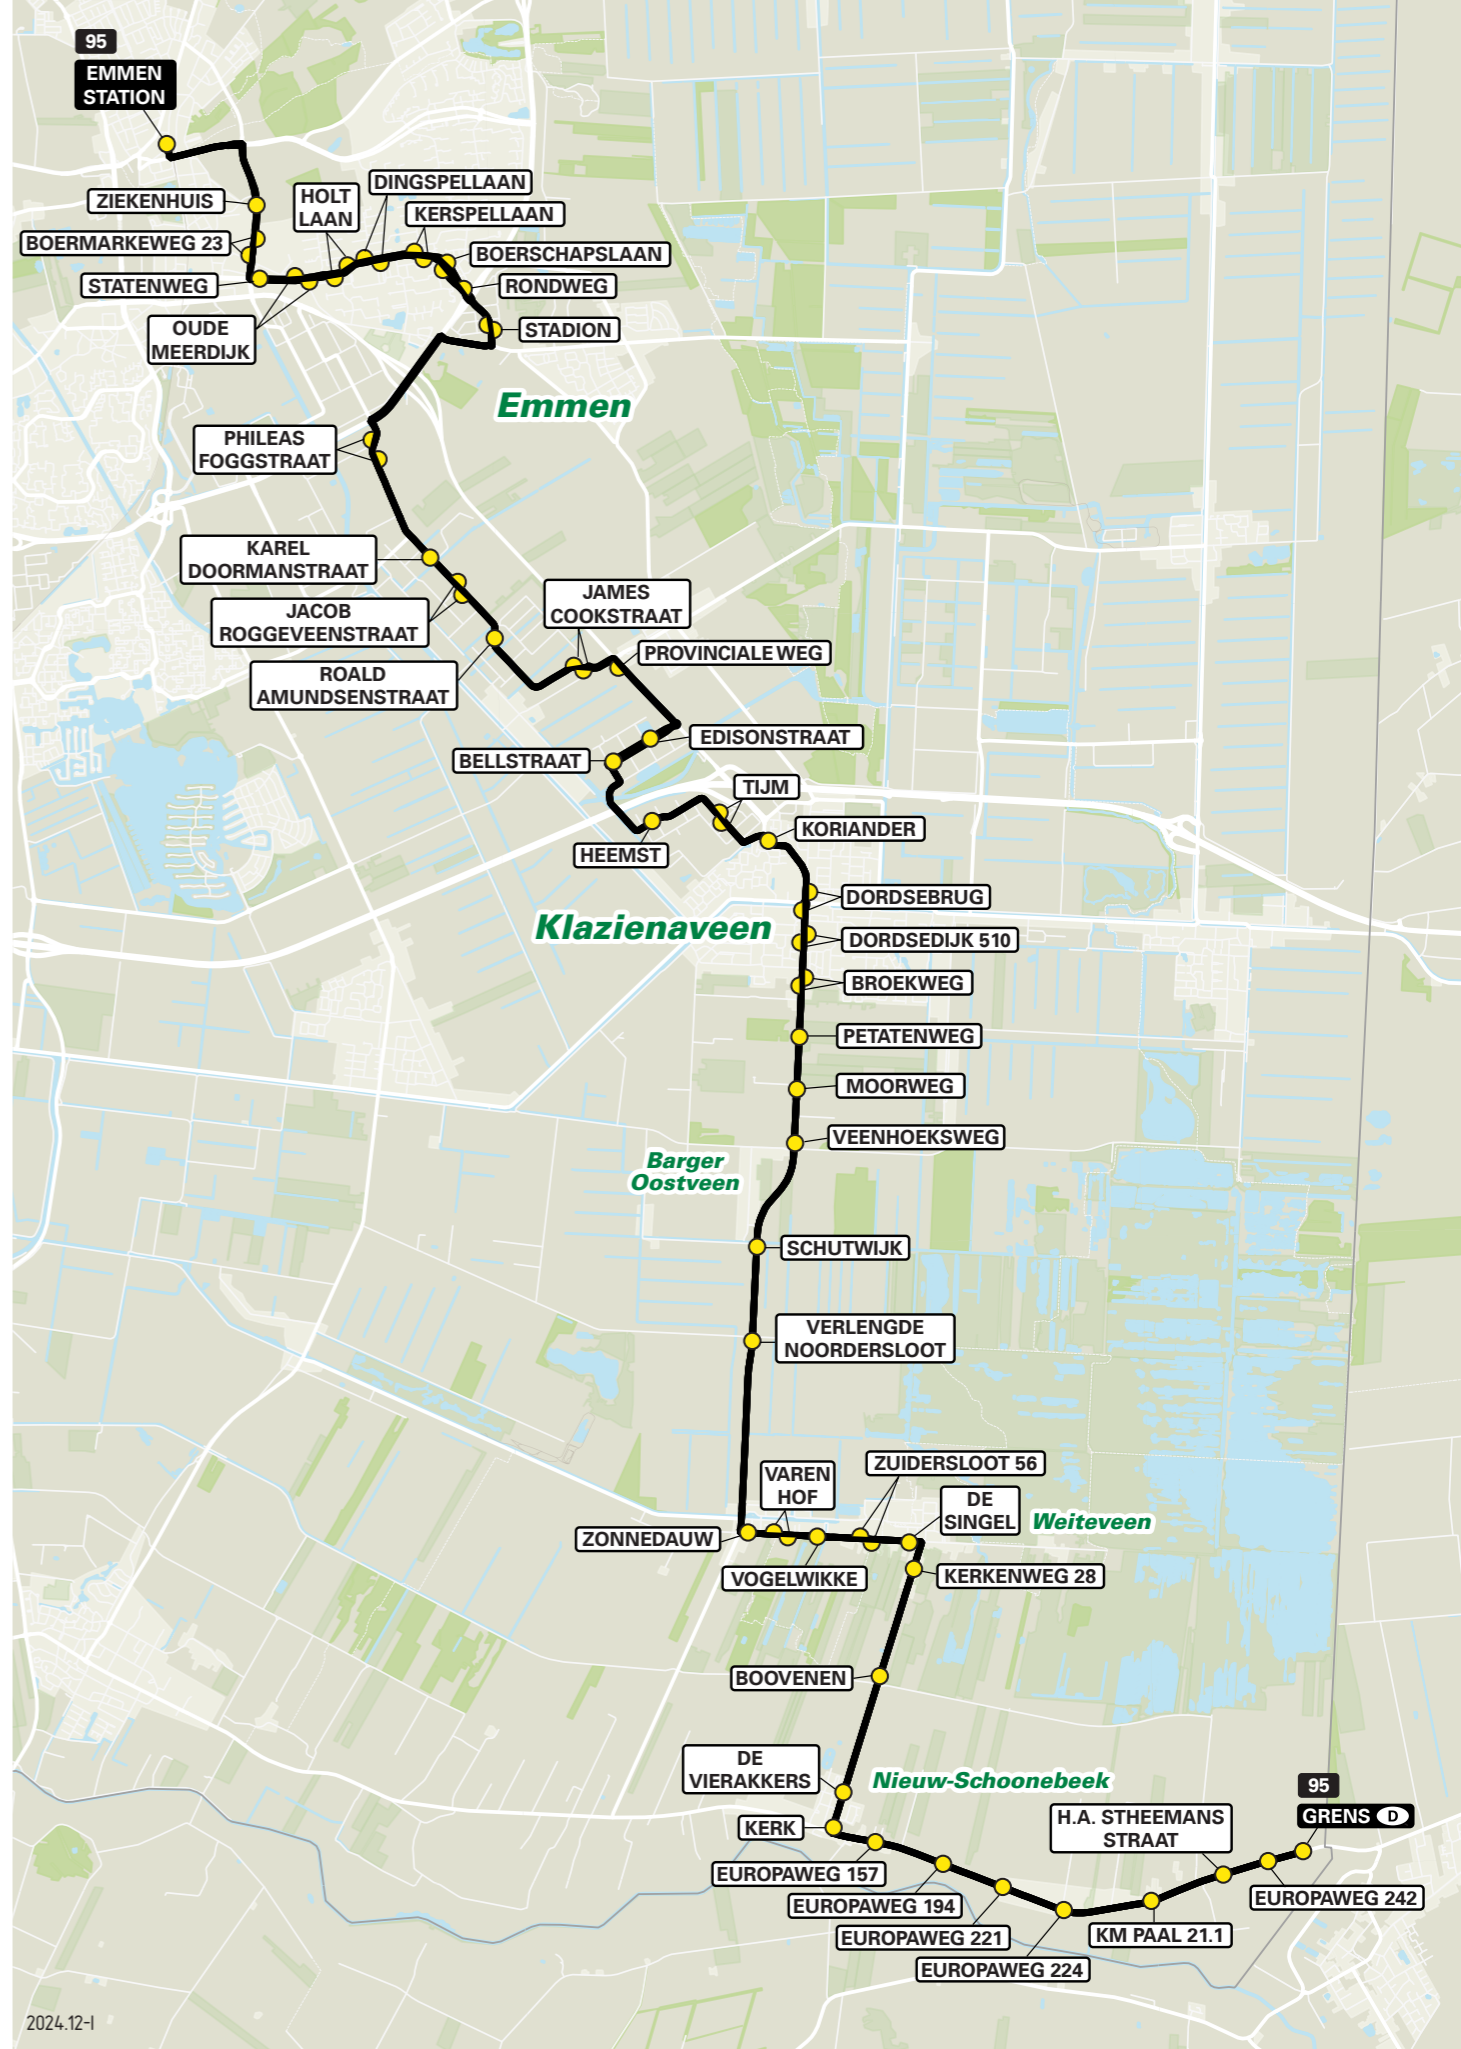 95
EMMEN
STATION
ZIEKENHUIS
BOERMARKEWEG 23
STATENWEG
OUDE
MEERDIJK
HOLT
LAAN
DINGSPELLAAN
KERSPELLAAN
BOERSCHAPSLAAN
RONDWEG
STADION
Emmen
PHILEAS
FOGGSTRAAT
KAREL
DOORMANSTRAAT
JACOB
ROGGEVEENSTRAAT
ROALD
AMUNDSENSTRAAT
JAMES
COOKSTRAAT
PROVINCIALE WEG
EDISONSTRAAT
BELLSTRAAT
TIJM
HEEMST
KORIANDER
Klazienaveen
DORDSEBRUG
DORDSEDIJK 510
BROEKWEG
PETATENWEG
MOORWEG
VEENHOEKSWEG
Barger
Oostveen
SCHUTWIJK
VERLENGDE
NOORDERSLOOT
ZONNEDAUW
VAREN
HOF
VOGELWIKKE
ZUIDERSLOOT 56
DE
SINGEL
Weiteveen
KERKENWEG 28
BOOVENEN
DE
VIERAKKERS
Nieuw-Schoonebeek
KERK
EUROPAWEG 157
EUROPAWEG 194
EUROPAWEG 221
EUROPAWEG 224
KM PAAL 21.1
H.A. STHEEMANS
STRAAT
EUROPAWEG 242
95
GRENS D
2024.12-I